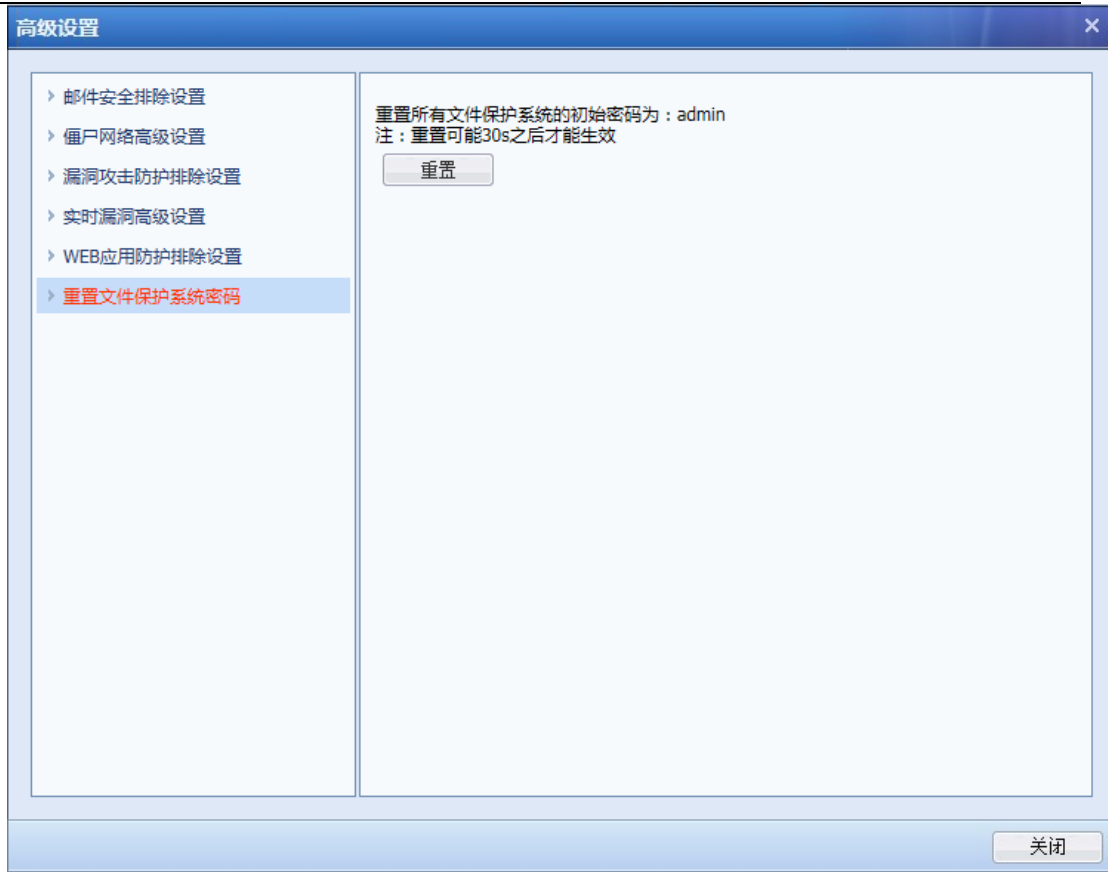 高级设置
邮件安全排除设置
僵尸网络高级设置
漏洞攻击防护排除设置
实时漏洞高级设置
WEB应用防护排除设置
重置文件保护系统密码
重置所有文件保护系统的初始密码为：admin
注：重置可能30s之后才能生效
重置
关闭